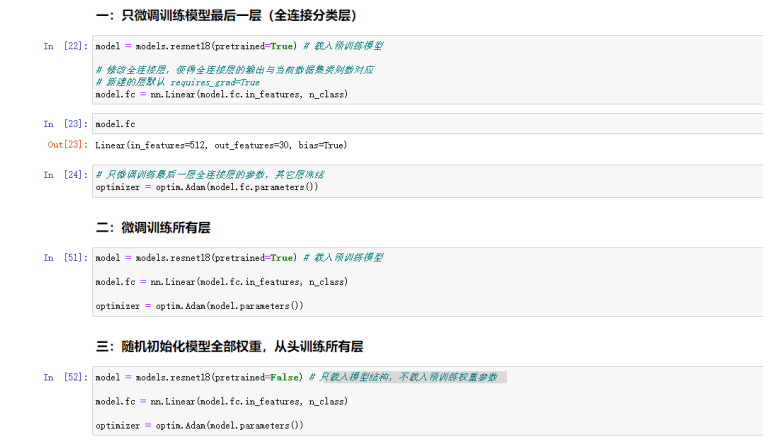 一：只微调训练模型最后一层（全连接分类层）
In [22]: model = models.resnet18(pretrained=True) # 载入预训练模型
# 修改全连接层，使得全连接层的输出与当前数据集类别数对应
# 新建的层默认 requires_grad=True
model.fc = nn.Linear(model.fc.in_features, n_class)
In [23]: model.fc
Out[23]: Linear(in_features=512, out_features=30, bias=True)
In [24]: # 只微调训练最后一层全连接层的参数，其它层冻结
optimizer = optim.Adam(model.fc.parameters())
二：微调训练所有层
In [51]: model = models.resnet18(pretrained=True) # 载入预训练模型
model.fc = nn.Linear(model.fc.in_features, n_class)
optimizer = optim.Adam(model.parameters())
三：随机初始化模型全部权重，从头训练所有层
In [52]: model = models.resnet18(pretrained=False) # 只载入模型结构，不载入预训练权重参数
model.fc = nn.Linear(model.fc.in_features, n_class)
optimizer = optim.Adam(model.parameters())